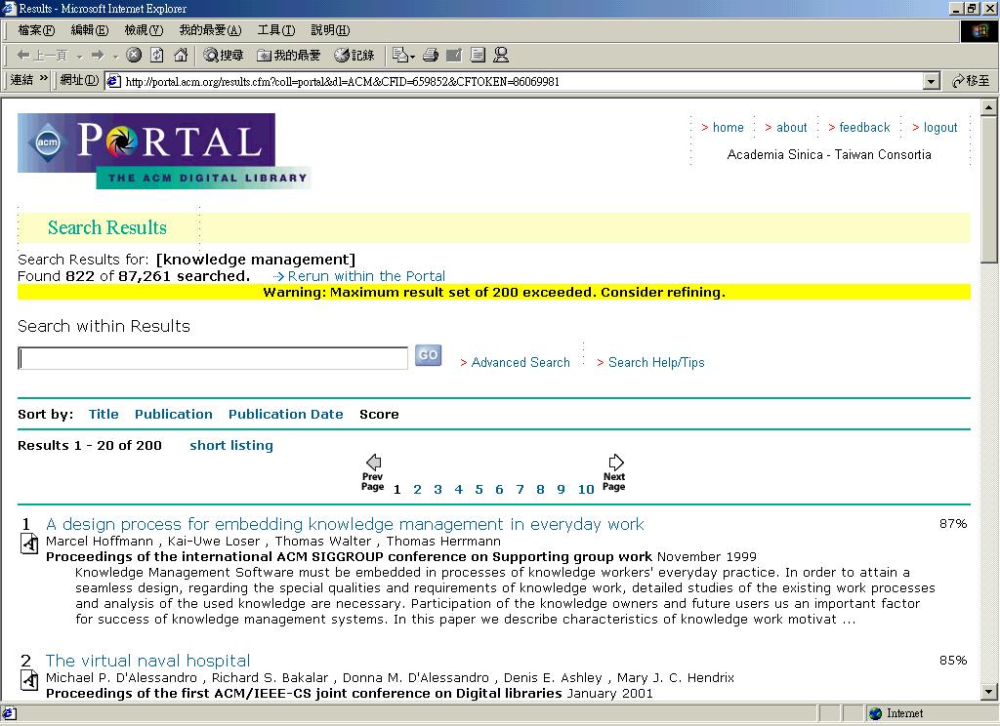 Results - Microsoft Internet Explorer
檔案(F) 編輯(E) 檢視(V) 我的最愛(A) 工具(T) 說明(H)
上一頁 搜尋 我的最愛 記錄
連結 » 網址(D) http://portal.acm.org/results.cfm?coll=portal&dl=ACM&CFID=659852&CFTOKEN=86069981 移至
acm PORTAL
THE ACM DIGITAL LIBRARY
> home > about > feedback > logout
Academia Sinica - Taiwan Consortia
Search Results
Search Results for: [knowledge management]
Found 822 of 87,261 searched. → Rerun within the Portal
Warning: Maximum result set of 200 exceeded. Consider refining.
Search within Results
GO > Advanced Search > Search Help/Tips
Sort by: Title Publication Publication Date Score
Results 1 - 20 of 200 short listing
Prev Page 1 2 3 4 5 6 7 8 9 10 Next Page
1 A design process for embedding knowledge management in everyday work 87%
Marcel Hoffmann , Kai-Uwe Loser , Thomas Walter , Thomas Herrmann
Proceedings of the international ACM SIGGROUP conference on Supporting group work November 1999
Knowledge Management Software must be embedded in processes of knowledge workers' everyday practice. In order to attain a
seamless design, regarding the special qualities and requirements of knowledge work, detailed studies of the existing work processes
and analysis of the used knowledge are necessary. Participation of the knowledge owners and future users us an important factor
for success of knowledge management systems. In this paper we describe characteristics of knowledge work motivat ...
2 The virtual naval hospital 85%
Michael P. D'Alessandro , Richard S. Bakalar , Donna M. D'Alessandro , Denis E. Ashley , Mary J. C. Hendrix
Proceedings of the first ACM/IEEE-CS joint conference on Digital libraries January 2001
Internet